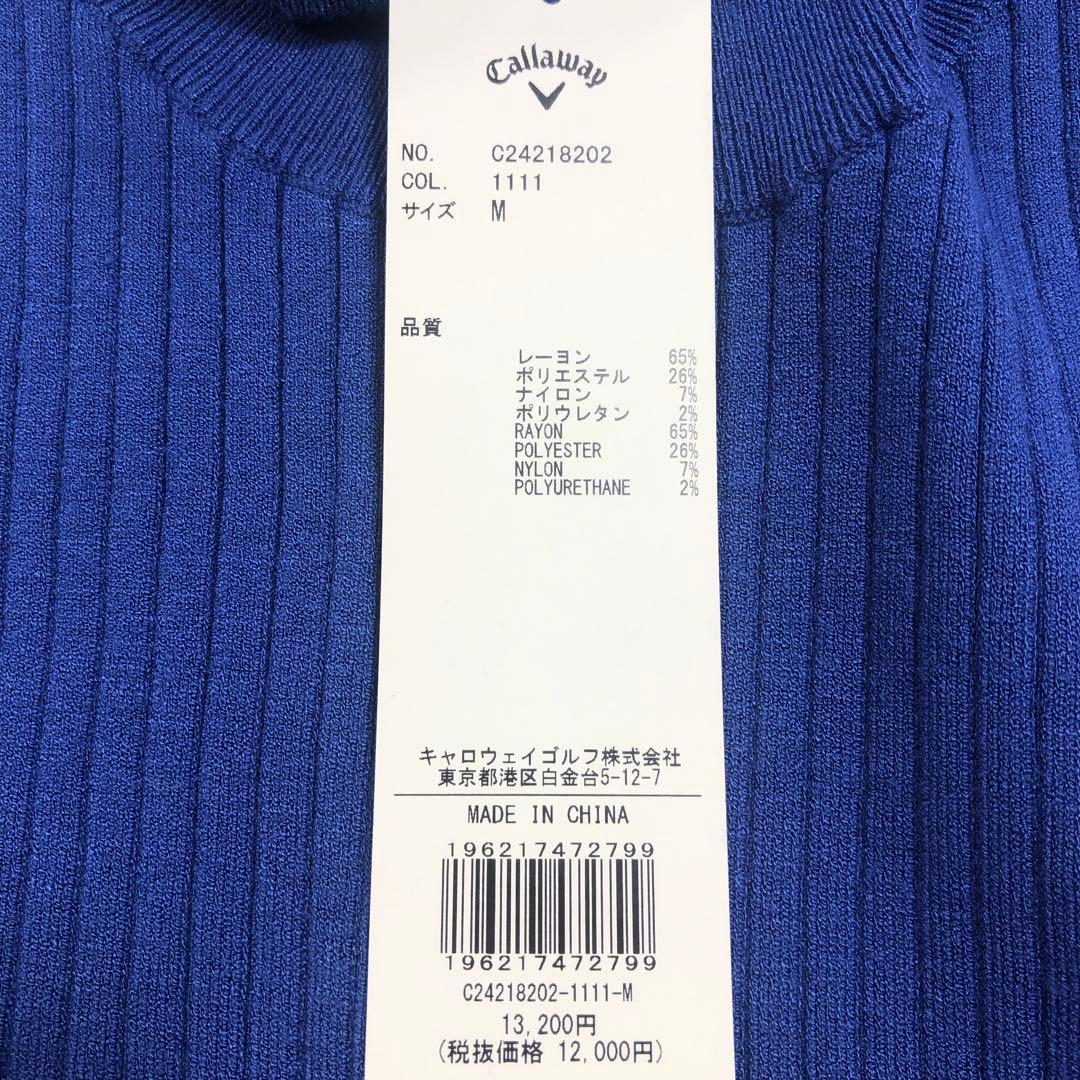 Callaway
NO. C24218202
COL. 1111
サイズ M
品質
レーヨン 65%
ポリエステル 26%
ナイロン 7%
ポリウレタン 2%
RAYON 65%
POLYESTER 26%
NYLON 7%
POLYURETHANE 2%
キャロウェイゴルフ株式会社
東京都港区白金台5-12-7
MADE IN CHINA
196217472799
196217472799
C24218202-1111-M
13,200円
(税抜価格 12,000円)